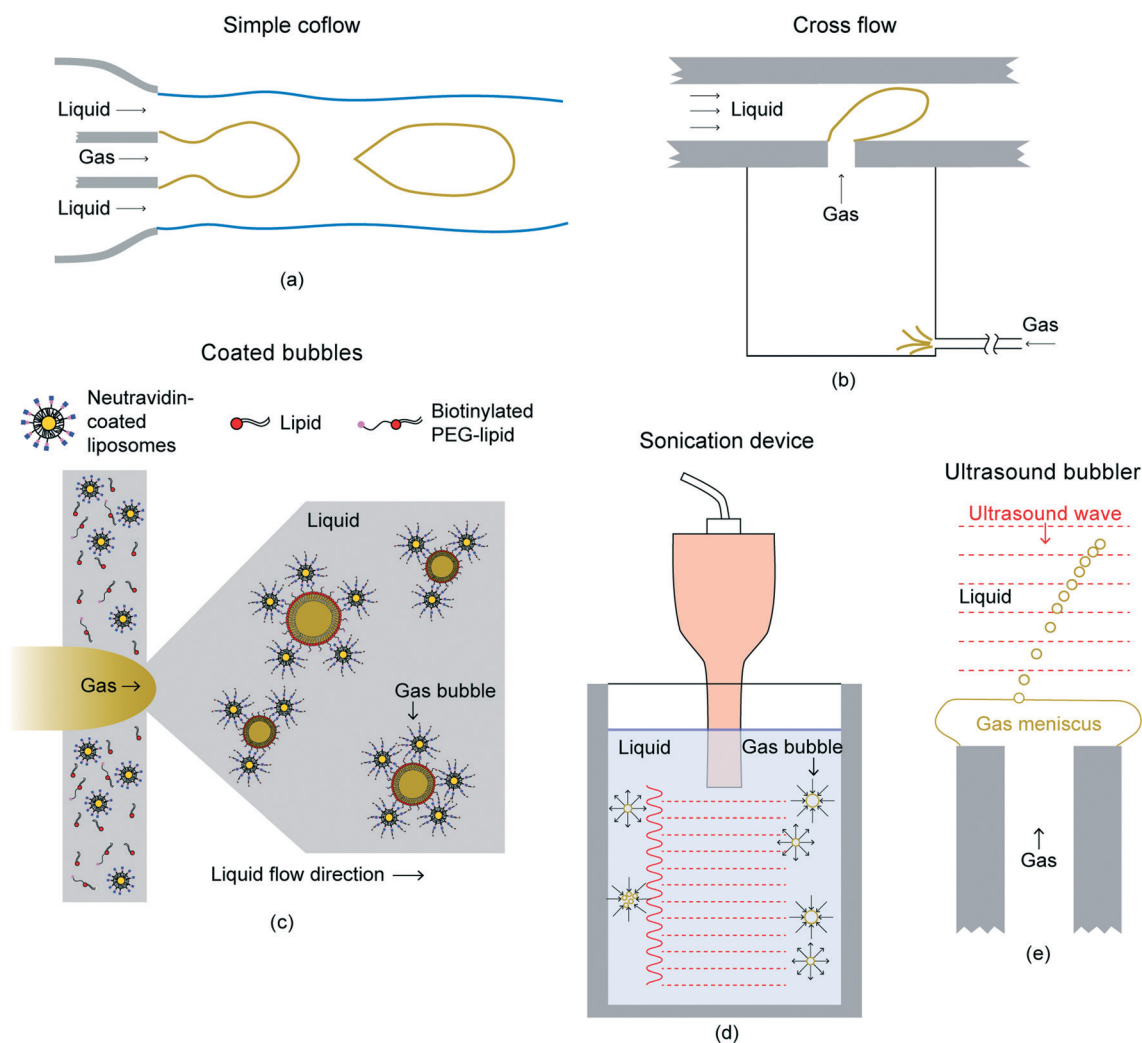 Simple coflow
Liquid
Gas
Liquid
(a)
Cross flow
Liquid
Gas
Gas
(b)
Coated bubbles
Neutravidin-
coated
liposomes
Lipid
Biotinylated
PEG-lipid
Liquid
Gas
Gas bubble
Liquid flow direction
(c)
Sonication device
Liquid
Gas bubble
(d)
Ultrasound bubbler
Ultrasound wave
Liquid
Gas meniscus
Gas
(e)